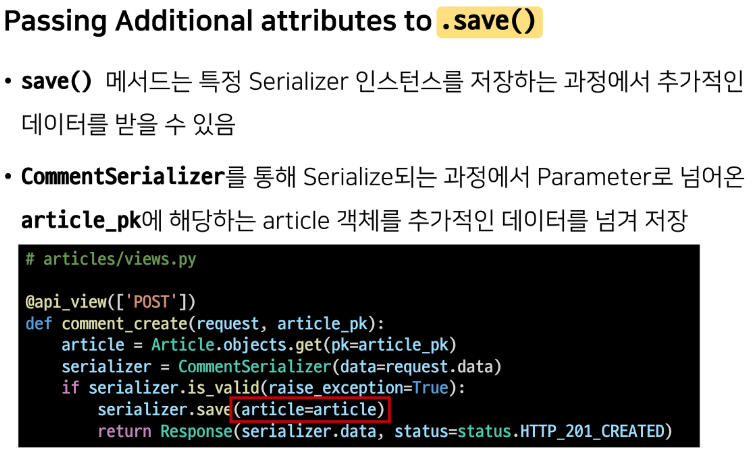 Passing Additional attributes to .save()
• save() 메서드는 특정 Serializer 인스턴스를 저장하는 과정에서 추가적인
데이터를 받을 수 있음
• CommentSerializer를 통해 Serialize되는 과정에서 Parameter로 넘어온
article_pk에 해당하는 article 객체를 추가적인 데이터를 넘겨 저장
# articles/views.py
@api_view(['POST'])
def comment_create(request, article_pk):
    article = Article.objects.get(pk=article_pk)
    serializer = CommentSerializer(data=request.data)
    if serializer.is_valid(raise_exception=True):
        serializer.save(article=article)
        return Response(serializer.data, status=status.HTTP_201_CREATED)